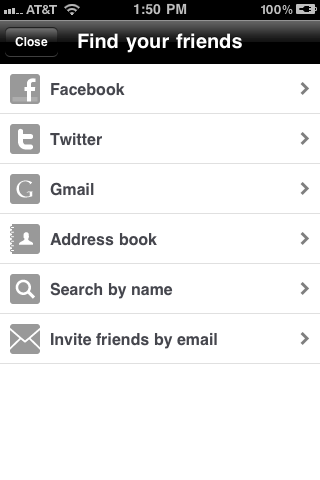 AT&T 1:50 PM 100%
Close Find your friends
Facebook
Twitter
Gmail
Address book
Search by name
Invite friends by email